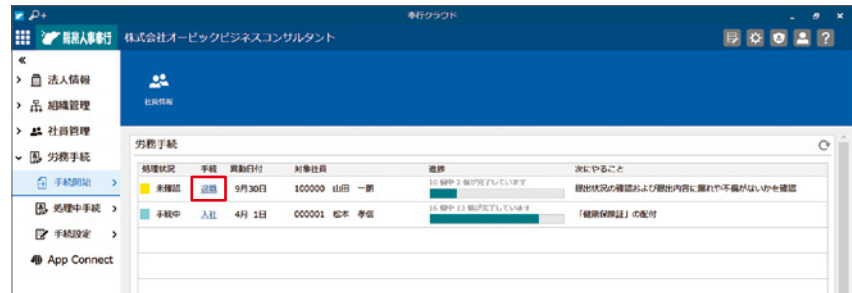 奉行クラウド
総務人事奉行 株式会社オービックビジネスコンサルタント
法人情報
組織管理
社員管理
労務手続
手続開始
処理中手続
手続設定
App Connect
社員情報
労務手続
処理状況 手続 異動日付 対象社員 進捗 次にやること
未確認 退職 9月30日 100000 山田 一朗 10 個中 2 個が完了しています 提出状況の確認および提出内容に漏れや不備がないかを確認
手続中 入社 4月 1日 000001 松本 孝信 16 個中 13 個が完了しています 「健康保険証」の配付